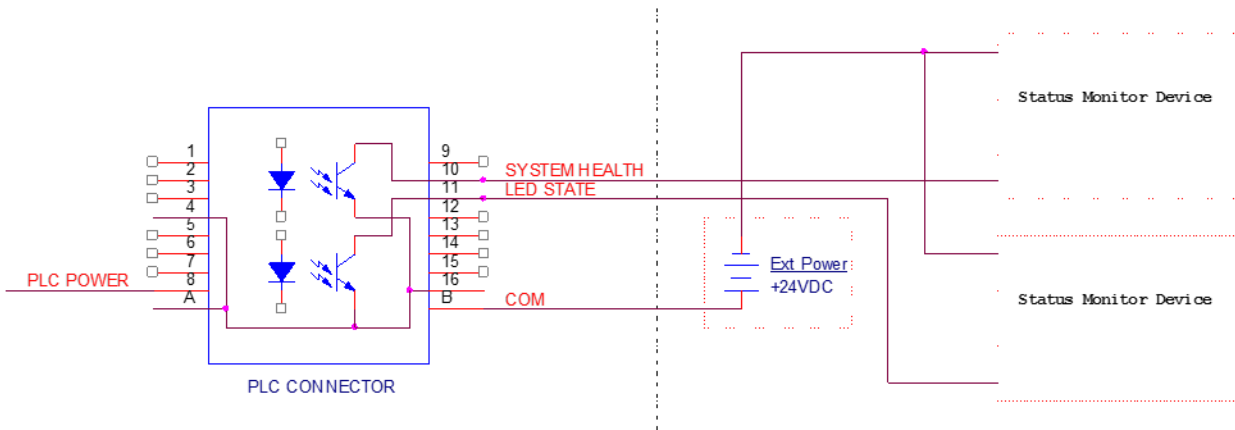 1
2
3
4
5
6
7
8
A
PLC POWER
9
10
11
12
13
14
15
16
B
SYSTEM HEALTH
LED STATE
COM
PLC CONNECTOR
Ext Power
+24VDC
Status Monitor Device
Status Monitor Device